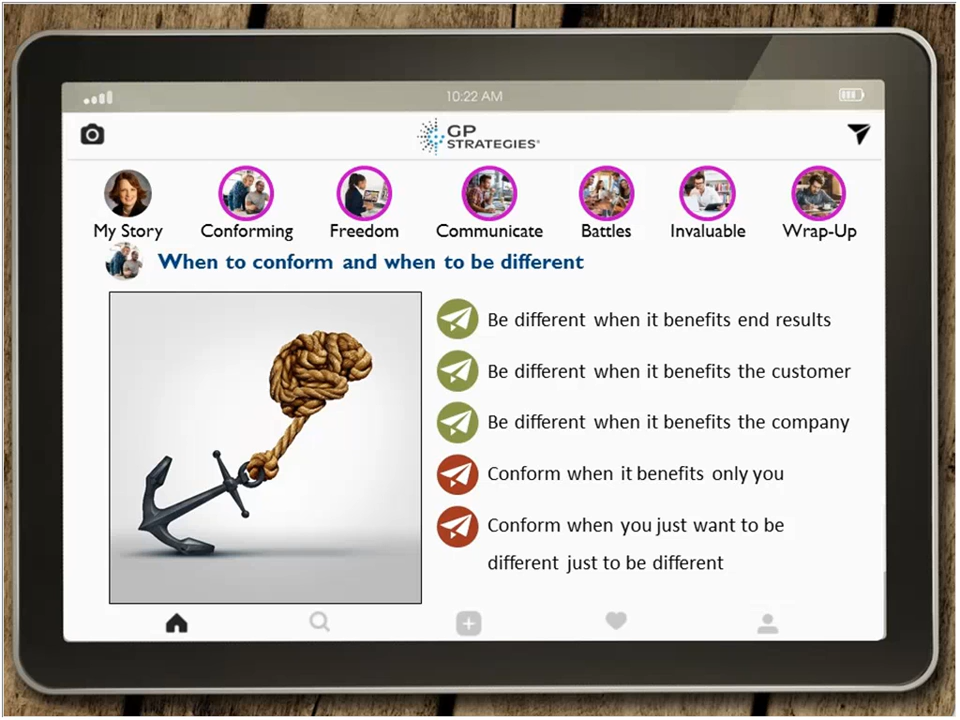 10:22 AM
GP
STRATEGIES®
My Story
Conforming
Freedom
Communicate
Battles
Invaluable
Wrap-Up
When to conform and when to be different
Be different when it benefits end results
Be different when it benefits the customer
Be different when it benefits the company
Conform when it benefits only you
Conform when you just want to be
different just to be different